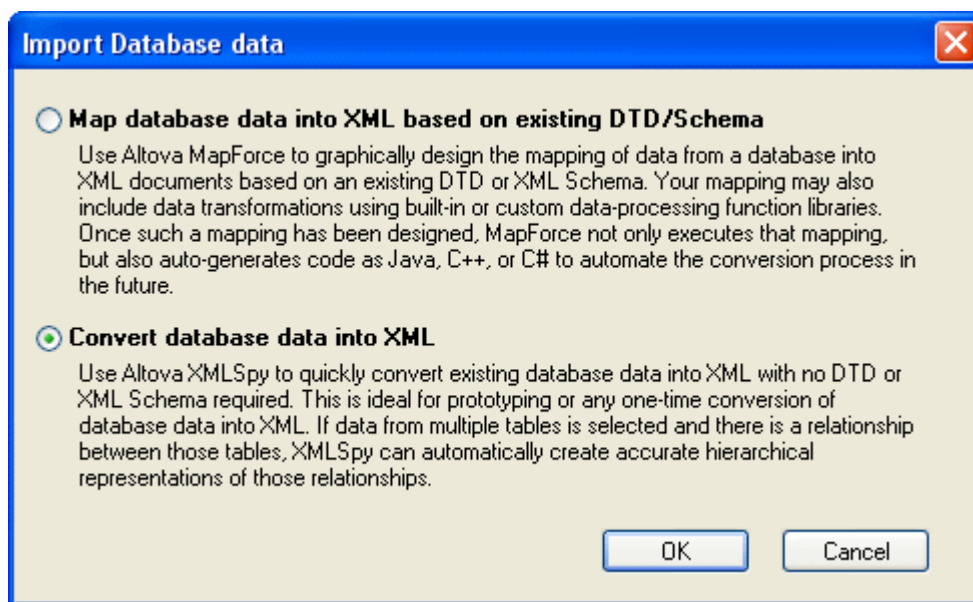 Import Database data
Map database data into XML based on existing DTD/Schema
Use Altova MapForce to graphically design the mapping of data from a database into
XML documents based on an existing DTD or XML Schema. Your mapping may also
include data transformations using built-in or custom data-processing function libraries.
Once such a mapping has been designed, MapForce not only executes that mapping,
but also auto-generates code as Java, C++, or C# to automate the conversion process in
the future.
Convert database data into XML
Use Altova XMLSpy to quickly convert existing database data into XML with no DTD or
XML Schema required. This is ideal for prototyping or any one-time conversion of
database data into XML. If data from multiple tables is selected and there is a relationship
between those tables, XMLSpy can automatically create accurate hierarchical
representations of those relationships.
OK Cancel